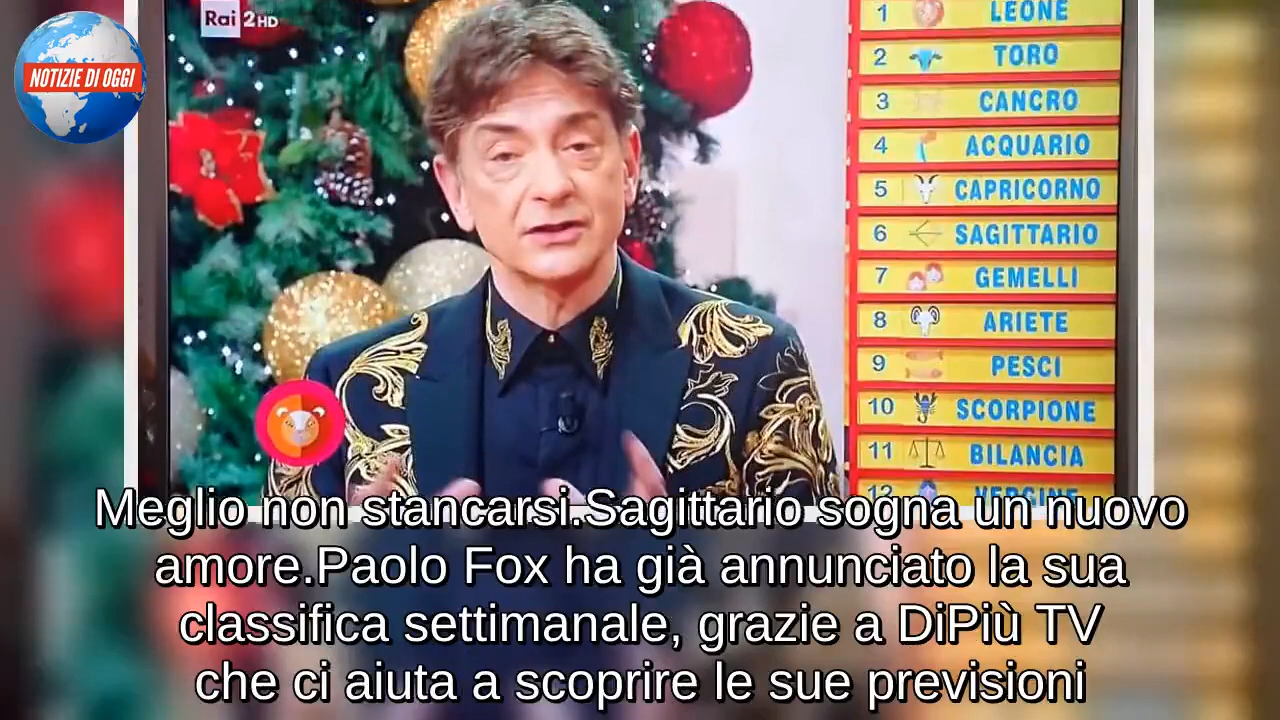 Rai 2HD
NOTIZIE DI OGGI
1 LEONE
2 TORO
3 CANCRO
4 ACQUARIO
5 CAPRICORNO
6 SAGITTARIO
7 GEMELLI
8 ARIETE
9 PESCI
10 SCORPIONE
11 BILANCIA
12 VERGINE
Meglio non stancarsi.Sagittario sogna un nuovo
amore.Paolo Fox ha già annunciato la sua
classifica settimanale, grazie a DiPiù TV
che ci aiuta a scoprire le sue previsioni